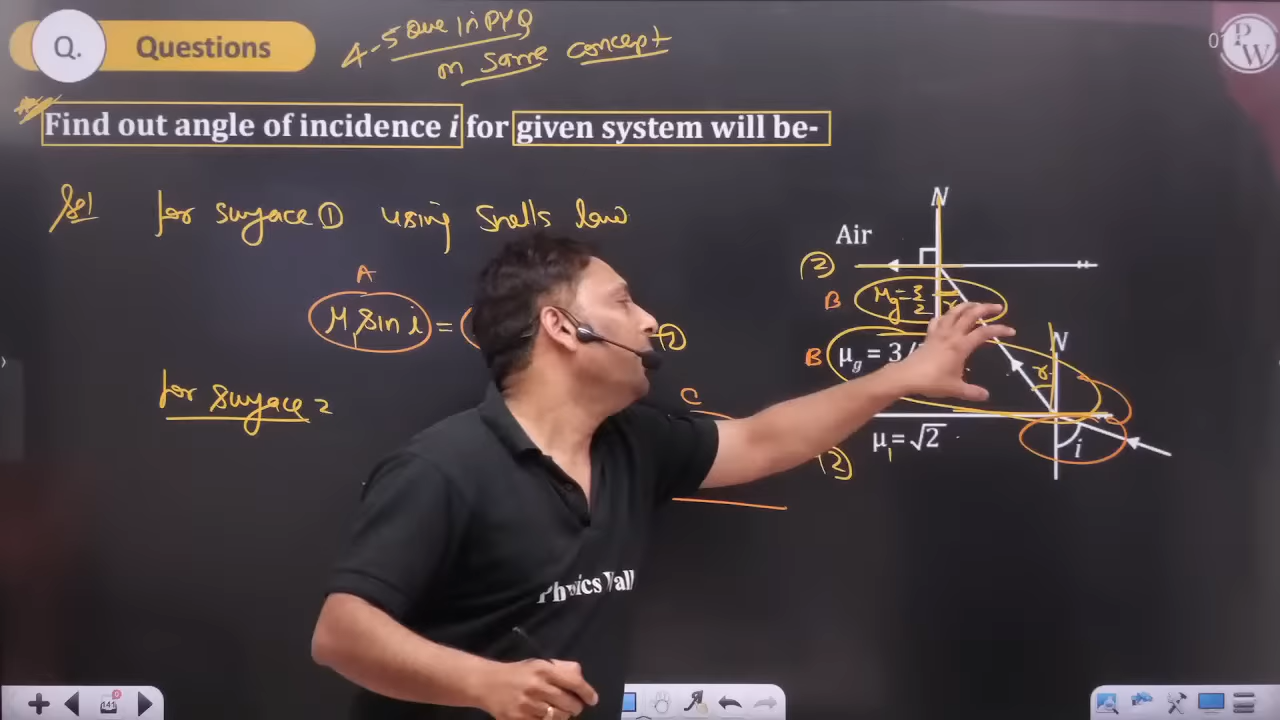 Q. Questions
4-5 Que in PYQ
on same concept
PW
Find out angle of incidence i for given system will be-
Sol for surface ① using Snells law
A
μ₁ sin i =
for surface 2
C
N
Air
②
B
μg = 3/2
r
N
B
μg = 3/
r
μ₁ = √2
i
②
Physics Wall
141